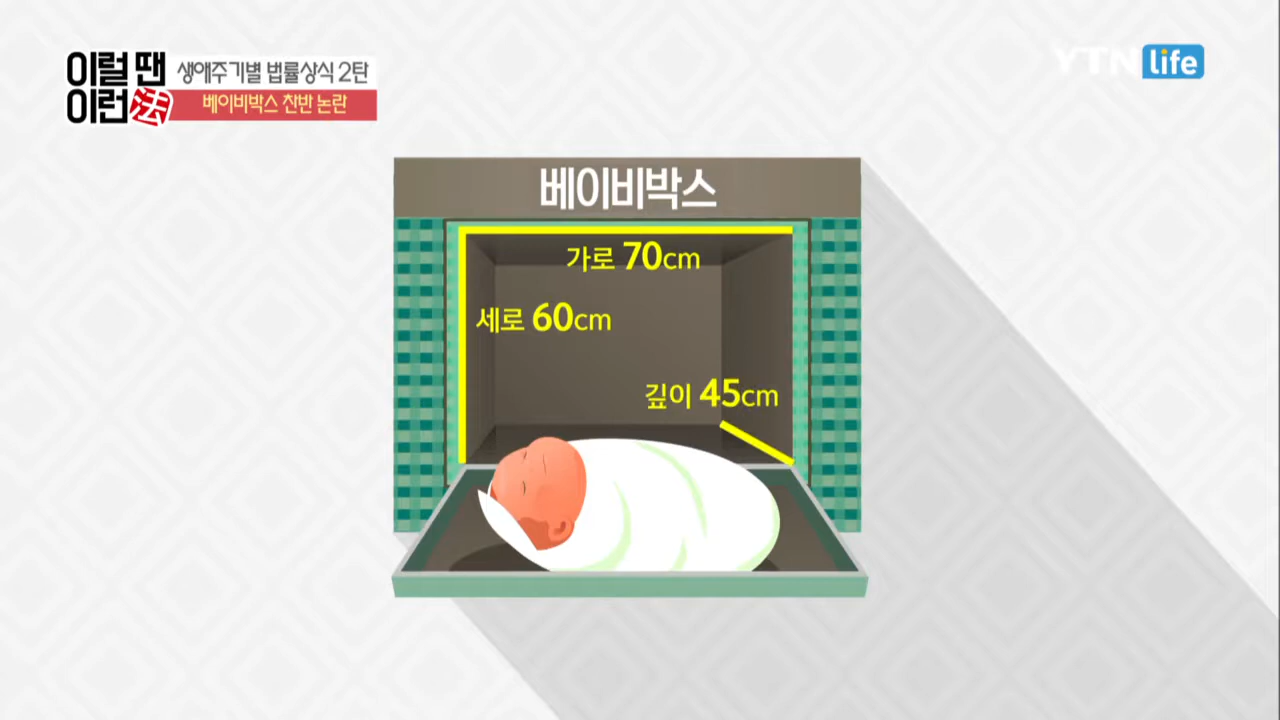 이럴 땐
이런 法
생애주기별 법률상식 2탄
베이비박스 찬반 논란
YTN life
베이비박스
가로 70cm
세로 60cm
깊이 45cm